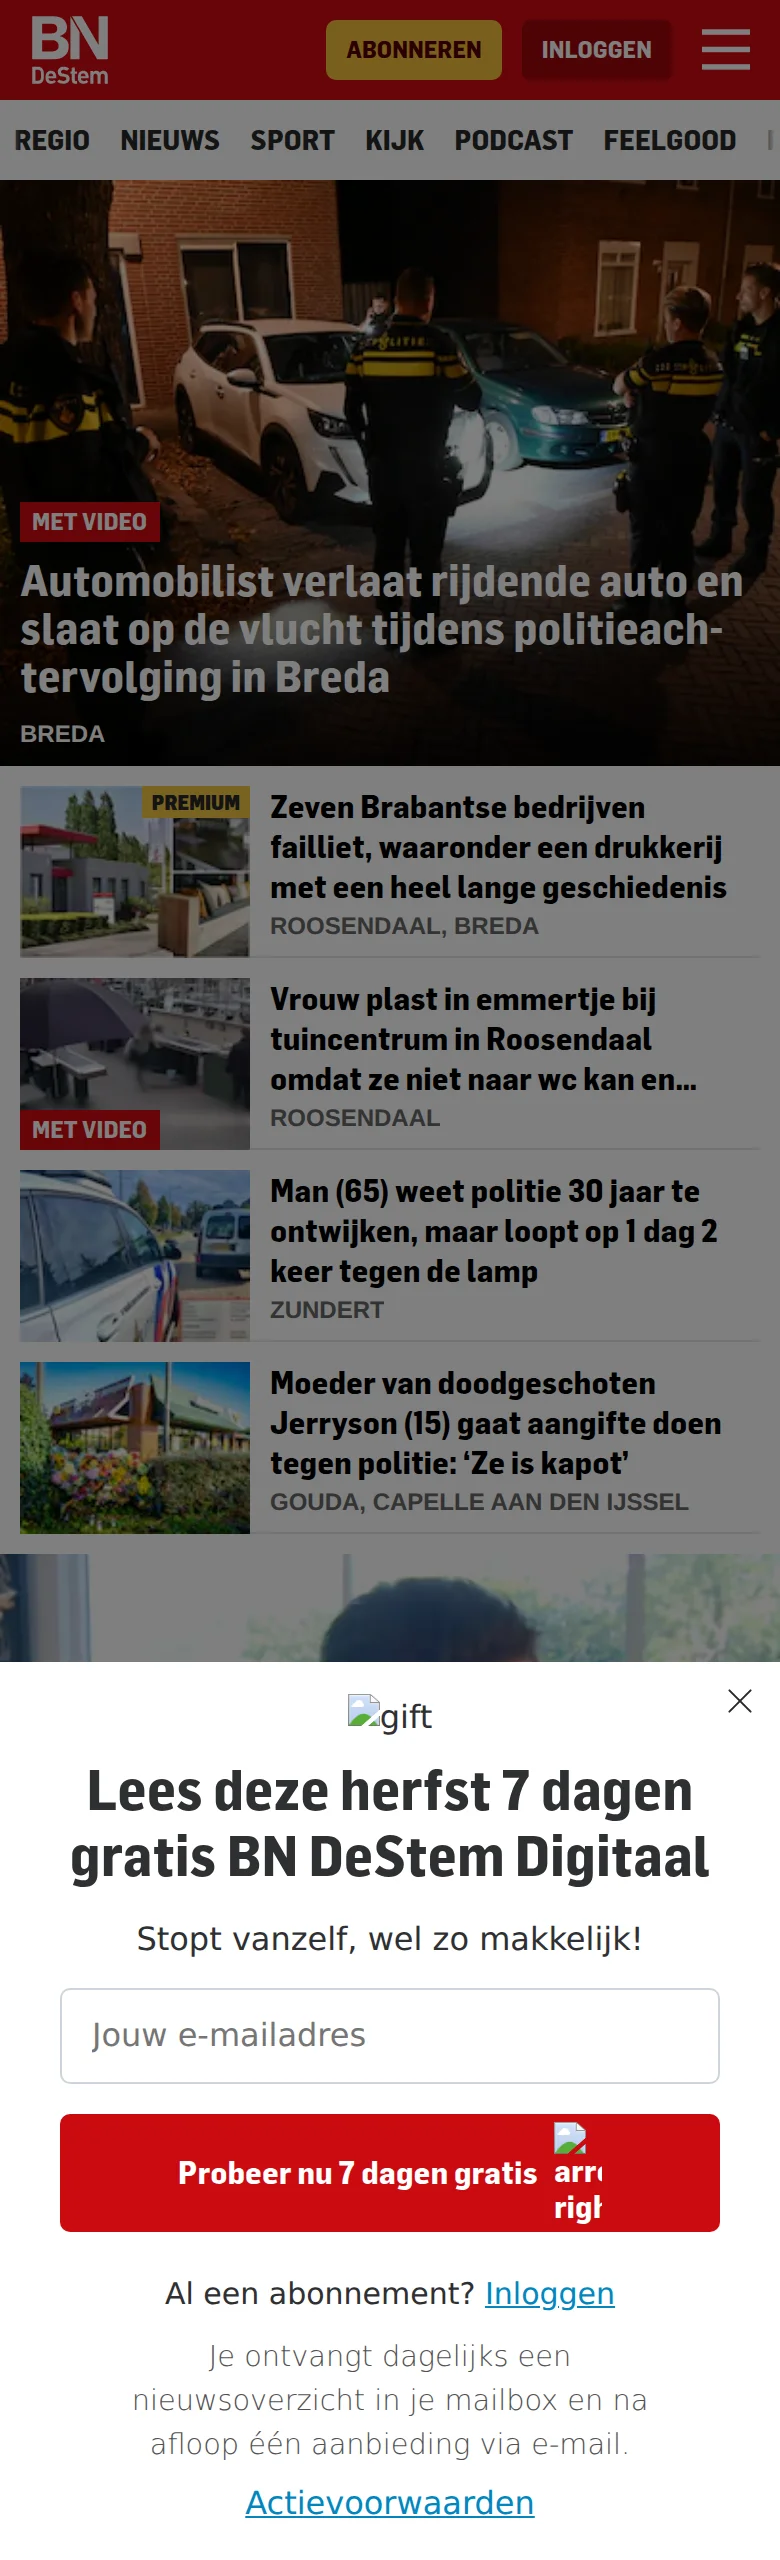 BN
DeStem
ABONNEREN
INLOGGEN
REGIO NIEUWS SPORT KIJK PODCAST FEELGOOD
POLITIE
MET VIDEO
Automobilist verlaat rijdende auto en
slaat op de vlucht tijdens politieach-
tervolging in Breda
BREDA
PREMIUM
Zeven Brabantse bedrijven
failliet, waaronder een drukkerij
met een heel lange geschiedenis
ROOSENDAAL, BREDA
Vrouw plast in emmertje bij
tuincentrum in Roosendaal
omdat ze niet naar wc kan en...
MET VIDEO
ROOSENDAAL
Man (65) weet politie 30 jaar te
ontwijken, maar loopt op 1 dag 2
keer tegen de lamp
ZUNDERT
Moeder van doodgeschoten
Jerryson (15) gaat aangifte doen
tegen politie: ‘Ze is kapot’
GOUDA, CAPELLE AAN DEN IJSSEL
gift
Lees deze herfst 7 dagen
gratis BN DeStem Digitaal
Stopt vanzelf, wel zo makkelijk!
Jouw e-mailadres
Probeer nu 7 dagen gratis
Al een abonnement? Inloggen
Je ontvangt dagelijks een
nieuwsoverzicht in je mailbox en na
afloop één aanbieding via e-mail.
Actievoorwaarden